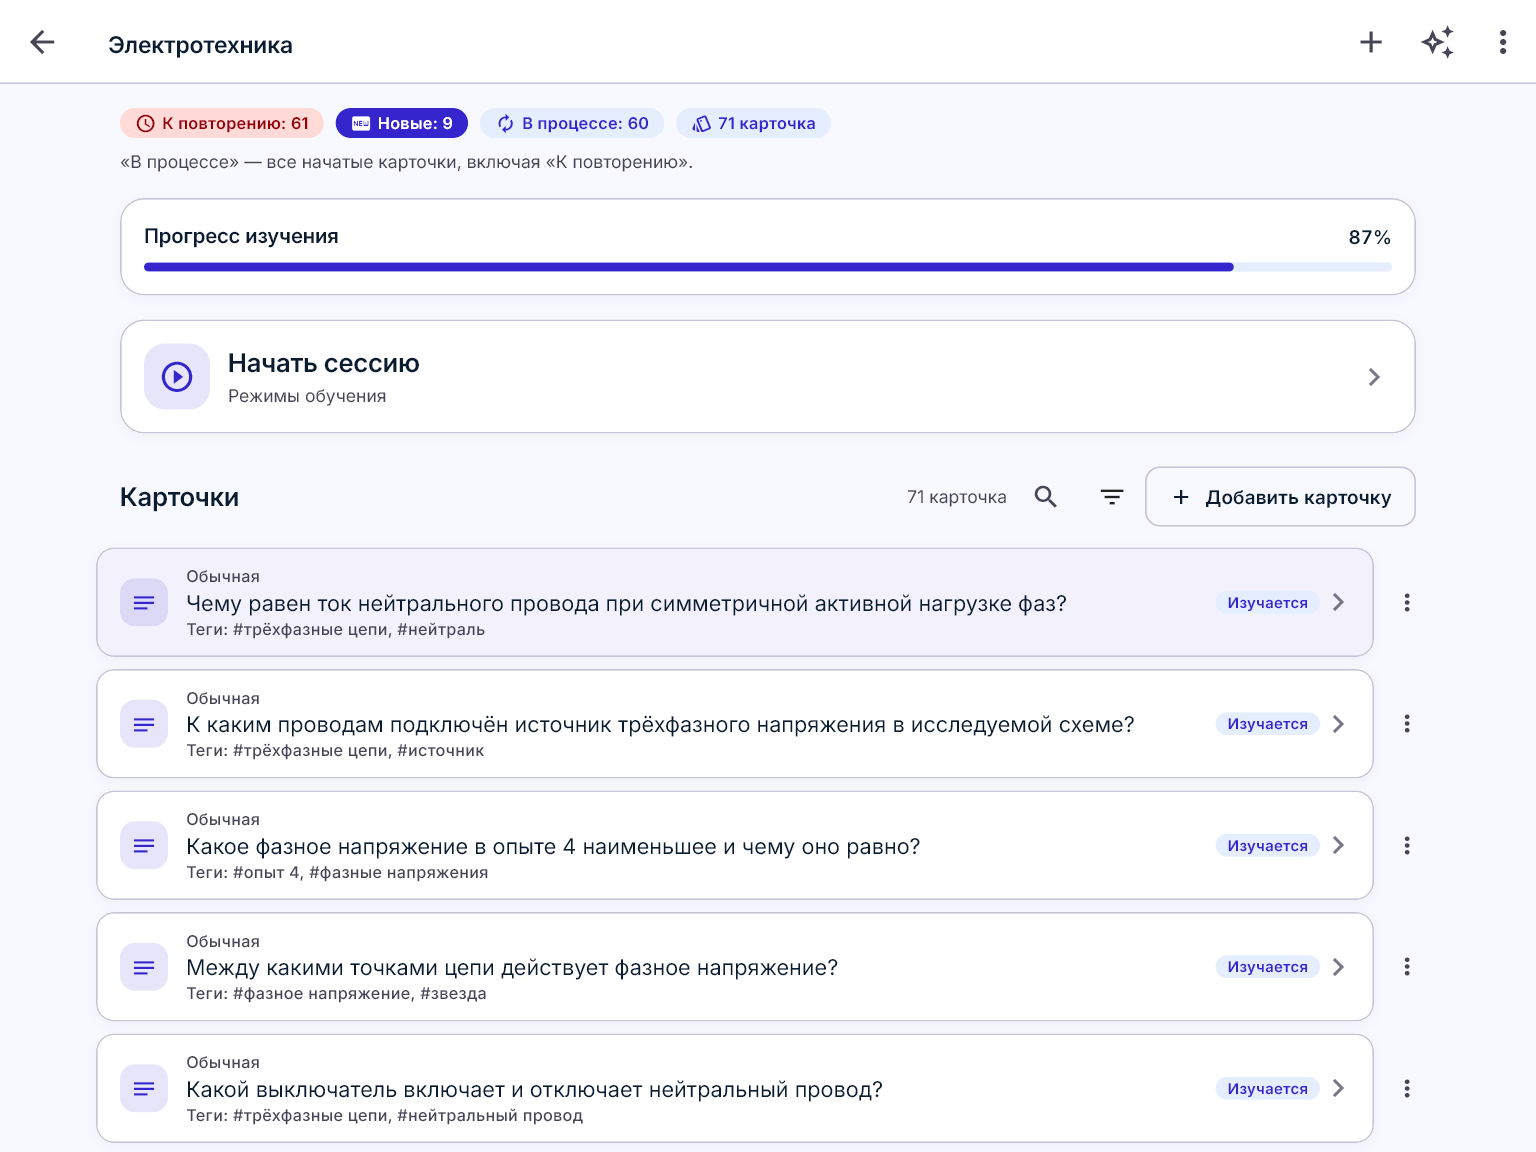 Электротехника
К повторению: 61
NEW Новые: 9
В процессе: 60
71 карточка
«В процессе» — все начатые карточки, включая «К повторению».
Прогресс изучения
87%
Начать сессию
Режимы обучения
Карточки
71 карточка
+ Добавить карточку
Обычная
Чему равен ток нейтрального провода при симметричной активной нагрузке фаз?
Теги: #трёхфазные цепи, #нейтраль
Изучается
Обычная
К каким проводам подключён источник трёхфазного напряжения в исследуемой схеме?
Теги: #трёхфазные цепи, #источник
Изучается
Обычная
Какое фазное напряжение в опыте 4 наименьшее и чему оно равно?
Теги: #опыт 4, #фазные напряжения
Изучается
Обычная
Между какими точками цепи действует фазное напряжение?
Теги: #фазное напряжение, #звезда
Изучается
Обычная
Какой выключатель включает и отключает нейтральный провод?
Теги: #трёхфазные цепи, #нейтральный провод
Изучается